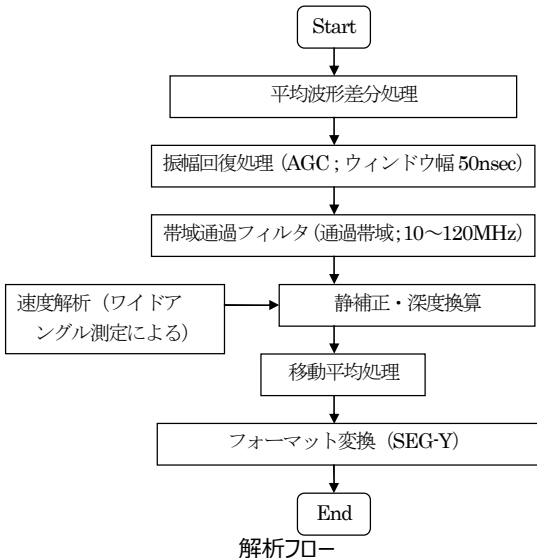 Start
平均波形差分処理
振幅回復処理 (AGC ; ウィンドウ幅 50nsec)
帯域通過フィルタ (通過帯域 ; 10～120MHz)
速度解析（ワイドア
ングル測定による）
静補正・深度換算
移動平均処理
フォーマット変換（SEG-Y）
End
解析フロー